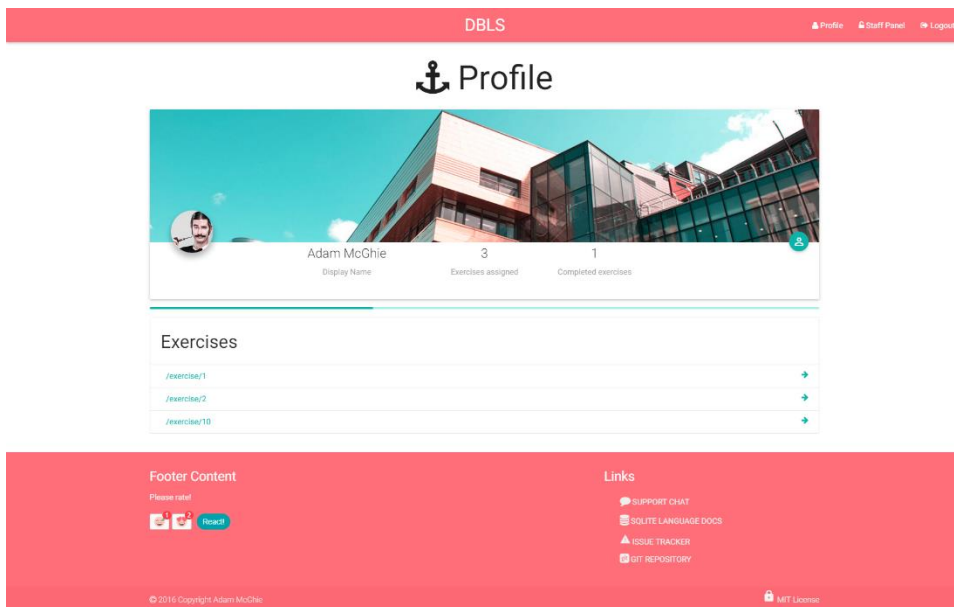 DBLS
Profile
Staff Panel
Logout
Profile
Adam McGhie
Display Name
3
Exercises assigned
1
Completed exercises
Exercises
/exercise/1
/exercise/2
/exercise/10
Footer Content
Please rate!
1
2
React!
Links
SUPPORT CHAT
SQLITE LANGUAGE DOCS
ISSUE TRACKER
GIT REPOSITORY
© 2016 Copyright Adam McGhie
MIT License